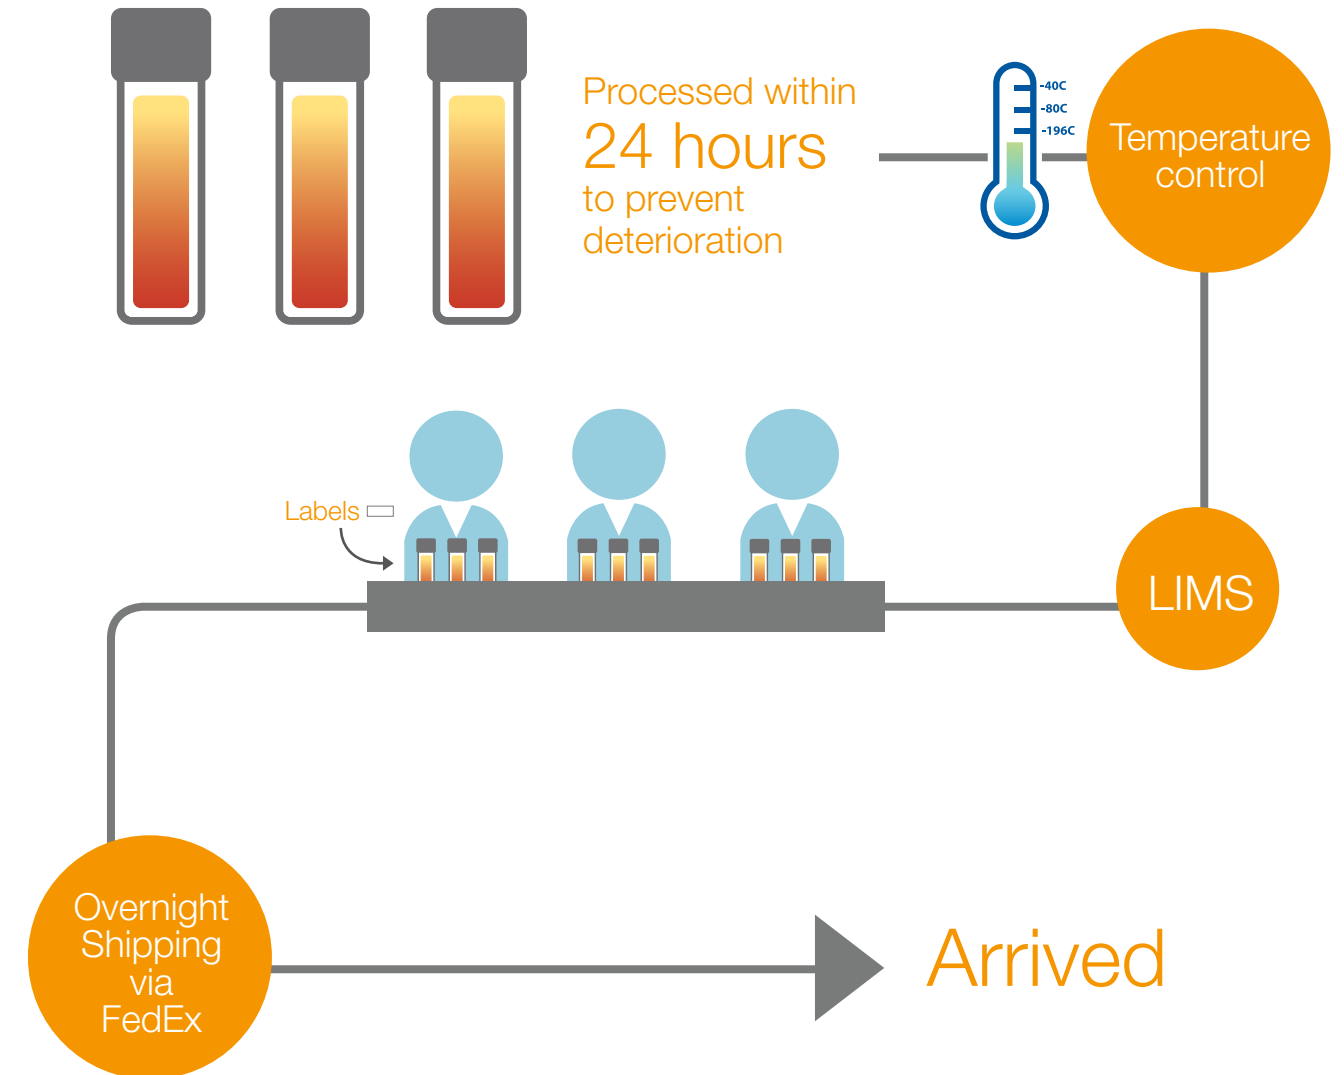 Processed within
24 hours
to prevent
deterioration
-40C
-80C
-196C
Temperature
control
Labels
LIMS
Overnight
Shipping
via
FedEx
Arrived